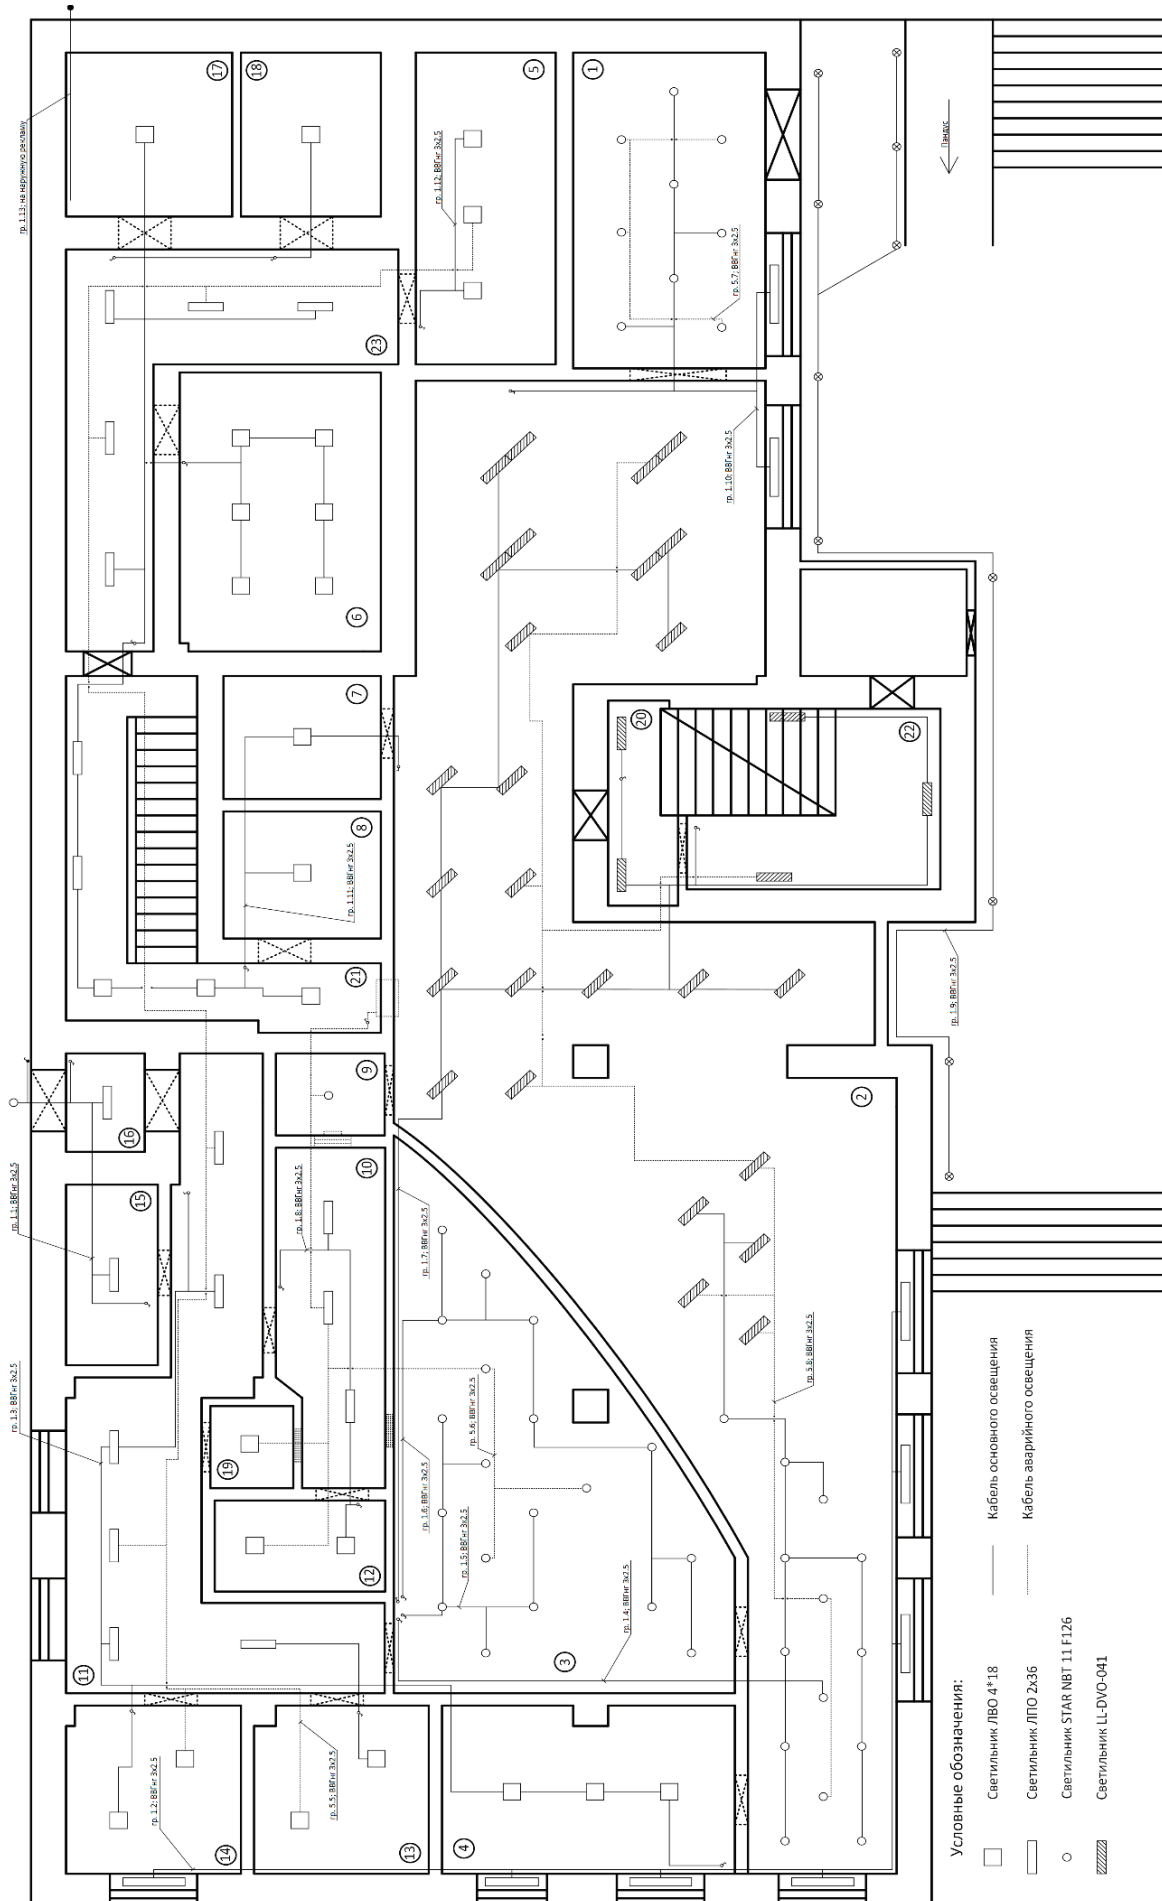 гр. 1.13; на наружную рекламу
17
18
5
1
гр. 1.12; ВВГнг 3х2.5
Пандус
гр. 5.7; ВВГнг 3х2.5
23
гр. 1.10; ВВГнг 3х2.5
6
7
20
22
8
гр. 1.11; ВВГнг 3х2.5
21
гр. 1.9; ВВГнг 3х2.5
9
2
16
10
15
гр. 1.1; ВВГнг 3х2.5
гр. 1.8; ВВГнг 3х2.5
гр. 1.7; ВВГнг 3х2.5
гр. 5.8; ВВГнг 3х2.5
гр. 1.3; ВВГнг 3х2.5
гр. 5.6; ВВГнг 3х2.5
19
гр. 1.6; ВВГнг 3х2.5
гр. 1.5; ВВГнг 3х2.5
12
гр. 1.4; ВВГнг 3х2.5
11
3
гр. 1.2; ВВГнг 3х2.5
гр. 5.5; ВВГнг 3х2.5
14
13
4
Условные обозначения:
Светильник ЛВО 4*18
Светильник ЛПО 2х36
Светильник STAR NBT 11 F126
Светильник LL-DVO-041
Кабель основного освещения
Кабель аварийного освещения